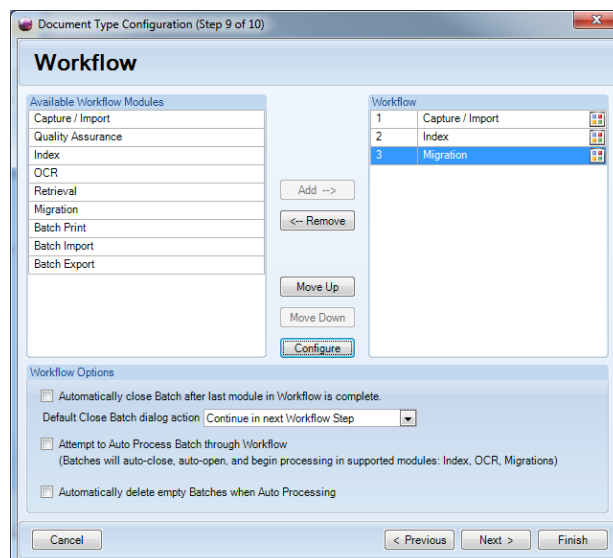 Document Type Configuration (Step 9 of 10)
Workflow
Available Workflow Modules
Capture / Import
Quality Assurance
Index
OCR
Retrieval
Migration
Batch Print
Batch Import
Batch Export
Add -->
<-- Remove
Move Up
Move Down
Configure
Workflow
1 Capture / Import
2 Index
3 Migration
Workflow Options
Automatically close Batch after last module in Workflow is complete.
Default Close Batch dialog action Continue in next Workflow Step
Attempt to Auto Process Batch through Workflow
(Batches will auto-close, auto-open, and begin processing in supported modules: Index, OCR, Migrations)
Automatically delete empty Batches when Auto Processing
Cancel < Previous Next > Finish